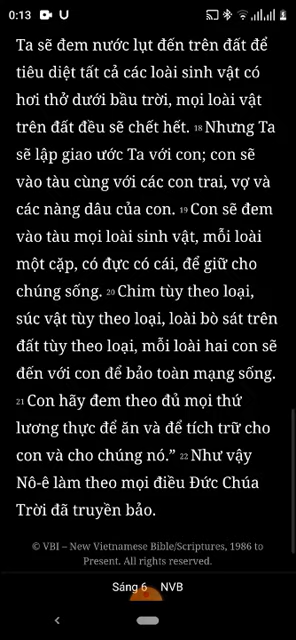 0:13
Ta sẽ đem nước lụt đến trên đất để
tiêu diệt tất cả các loài sinh vật có
hơi thở dưới bầu trời, mọi loài vật
trên đất đều sẽ chết hết. 18 Nhưng Ta
sẽ lập giao ước Ta với con; con sẽ
vào tàu cùng với các con trai, vợ và
các nàng dâu của con. 19 Con sẽ đem
vào tàu mọi loài sinh vật, mỗi loài
một cặp, có đực có cái, để giữ cho
chúng sống. 20 Chim tùy theo loại,
súc vật tùy theo loại, loài bò sát trên
đất tùy theo loại, mỗi loài hai con sẽ
đến với con để bảo toàn mạng sống.
21 Con hãy đem theo đủ mọi thứ
lương thực để ăn và để tích trữ cho
con và cho chúng nó.” 22 Như vậy
Nô-ê làm theo mọi điều Đức Chúa
Trời đã truyền bảo.
© VBI – New Vietnamese Bible/Scriptures, 1986 to
Present. All rights reserved.
Sáng 6 NVB